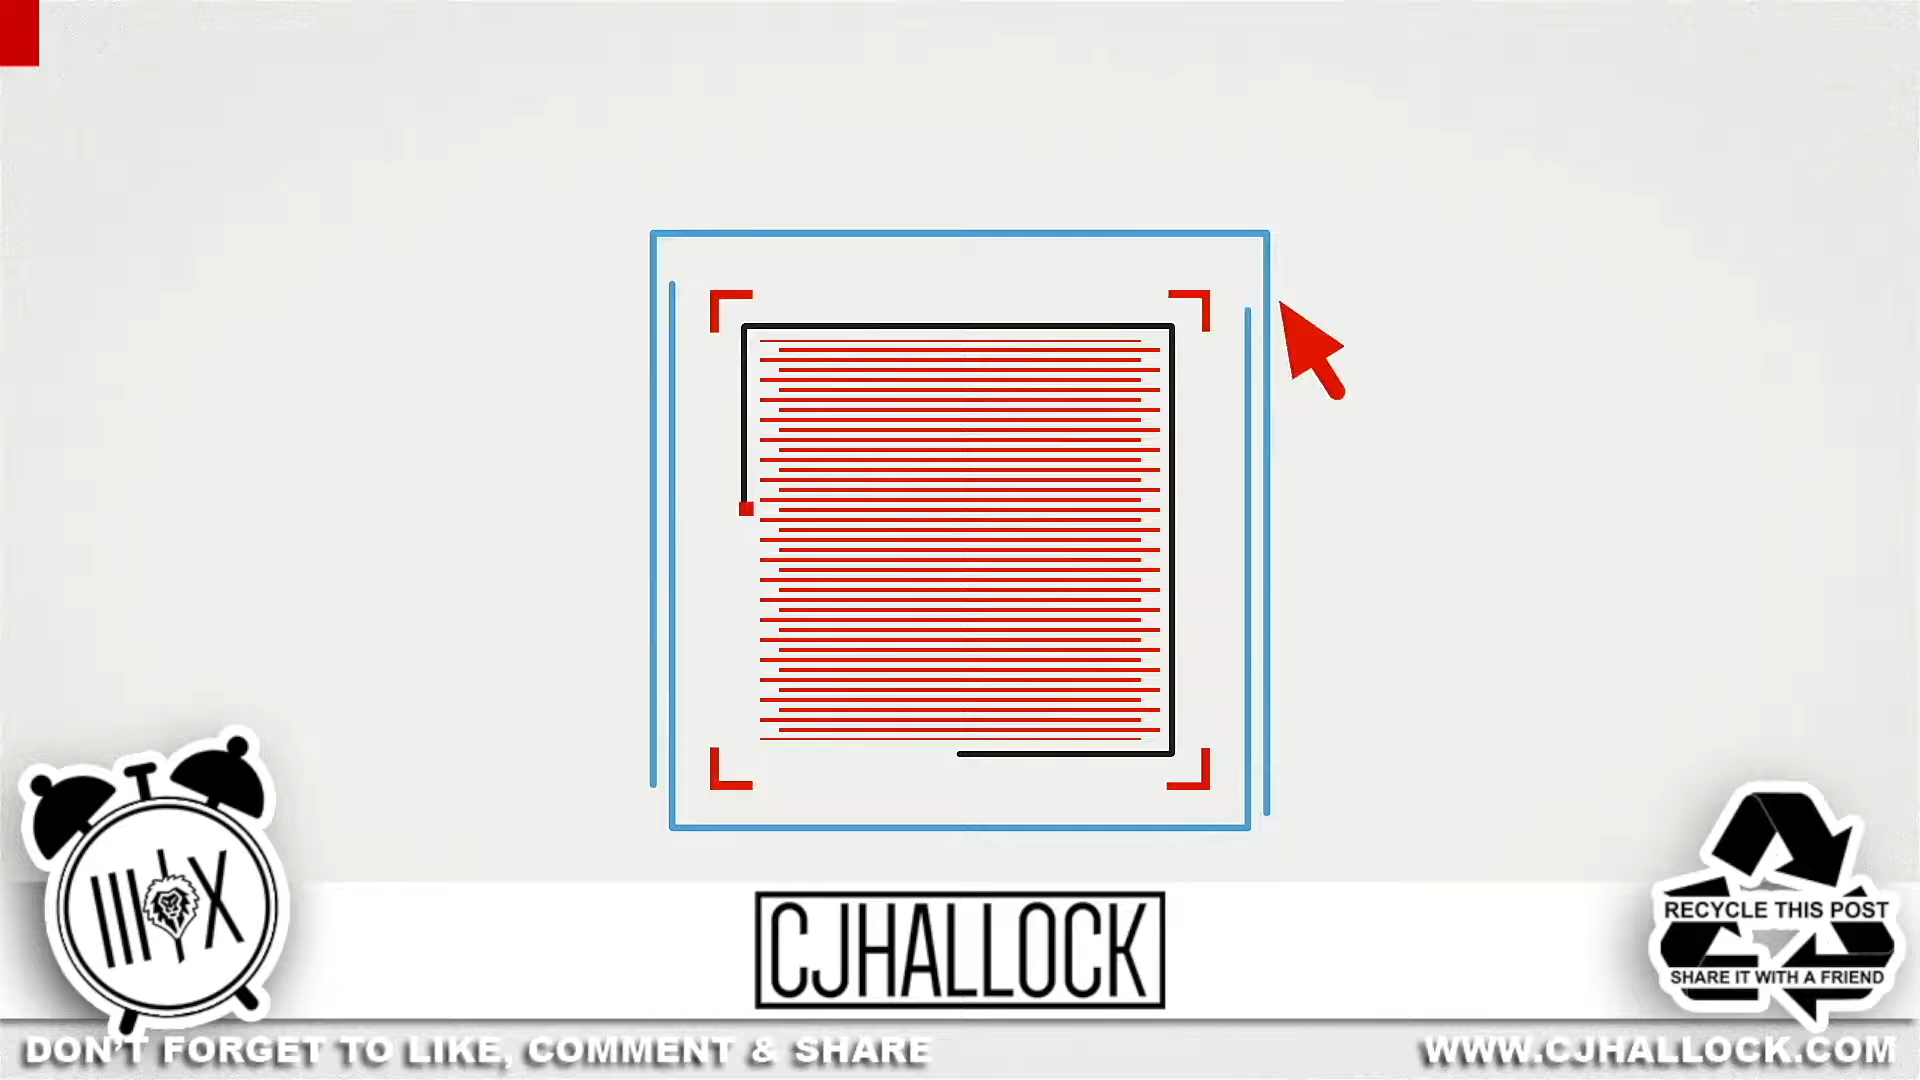 CJHALLOCK
RECYCLE THIS POST
SHARE IT WITH A FRIEND
DON'T FORGET TO LIKE, COMMENT & SHARE
WWW.CJHALLOCK.COM